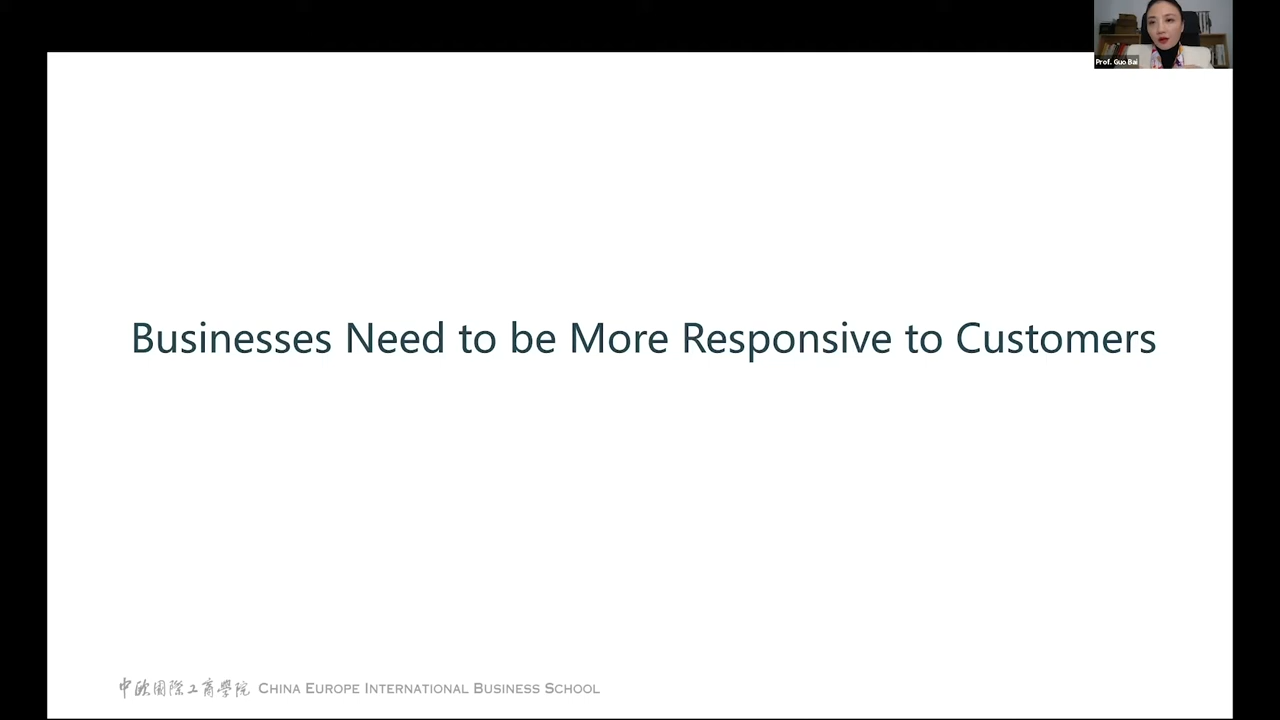 Prof. Guo Bai
Businesses Need to be More Responsive to Customers
中欧國際工商學院 CHINA EUROPE INTERNATIONAL BUSINESS SCHOOL